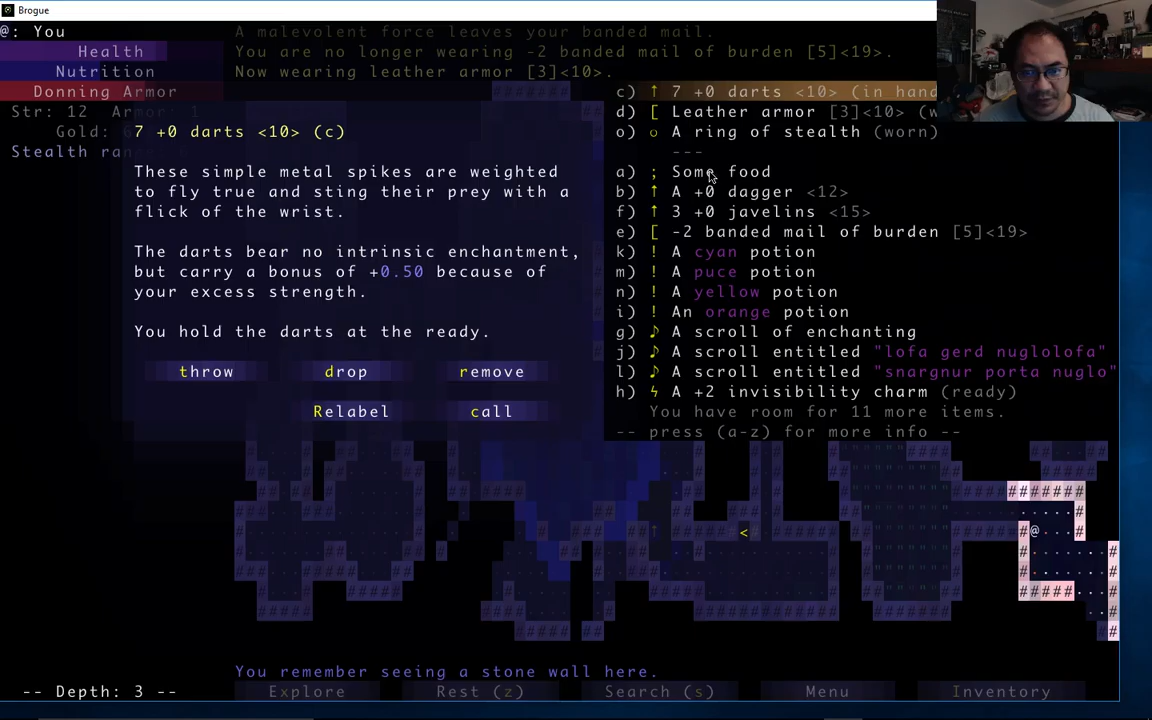 Brogue
@: You
Health
Nutrition
Donning Armor
Str: 12 Armor: 1
Gold:
Stealth
A malevolent force leaves your banded mail.
You are no longer wearing -2 banded mail of burden [5]<19>.
Now wearing leather armor [3]<10>.
7 +0 darts <10> (c)
These simple metal spikes are weighted
to fly true and sting their prey with a
flick of the wrist.
The darts bear no intrinsic enchantment,
but carry a bonus of +0.50 because of
your excess strength.
You hold the darts at the ready.
throw drop remove
Relabel call
c) ↑ 7 +0 darts <10> (in hand
d) [ Leather armor [3]<10> (w
o) ○ A ring of stealth (worn)
---
a) ; Some food
b) ↑ A +0 dagger <12>
f) ↑ 3 +0 javelins <15>
e) [ -2 banded mail of burden [5]<19>
k) ! A cyan potion
m) ! A puce potion
n) ! A yellow potion
i) ! An orange potion
g) ♪ A scroll of enchanting
j) ♪ A scroll entitled "lofa gerd nuglolofa"
l) ♪ A scroll entitled "snargnur porta nuglo"
h) ϟ A +2 invisibility charm (ready)
You have room for 11 more items.
-- press (a-z) for more info --
You remember seeing a stone wall here.
-- Depth: 3 -- Explore Rest (z) Search (s) Menu Inventory